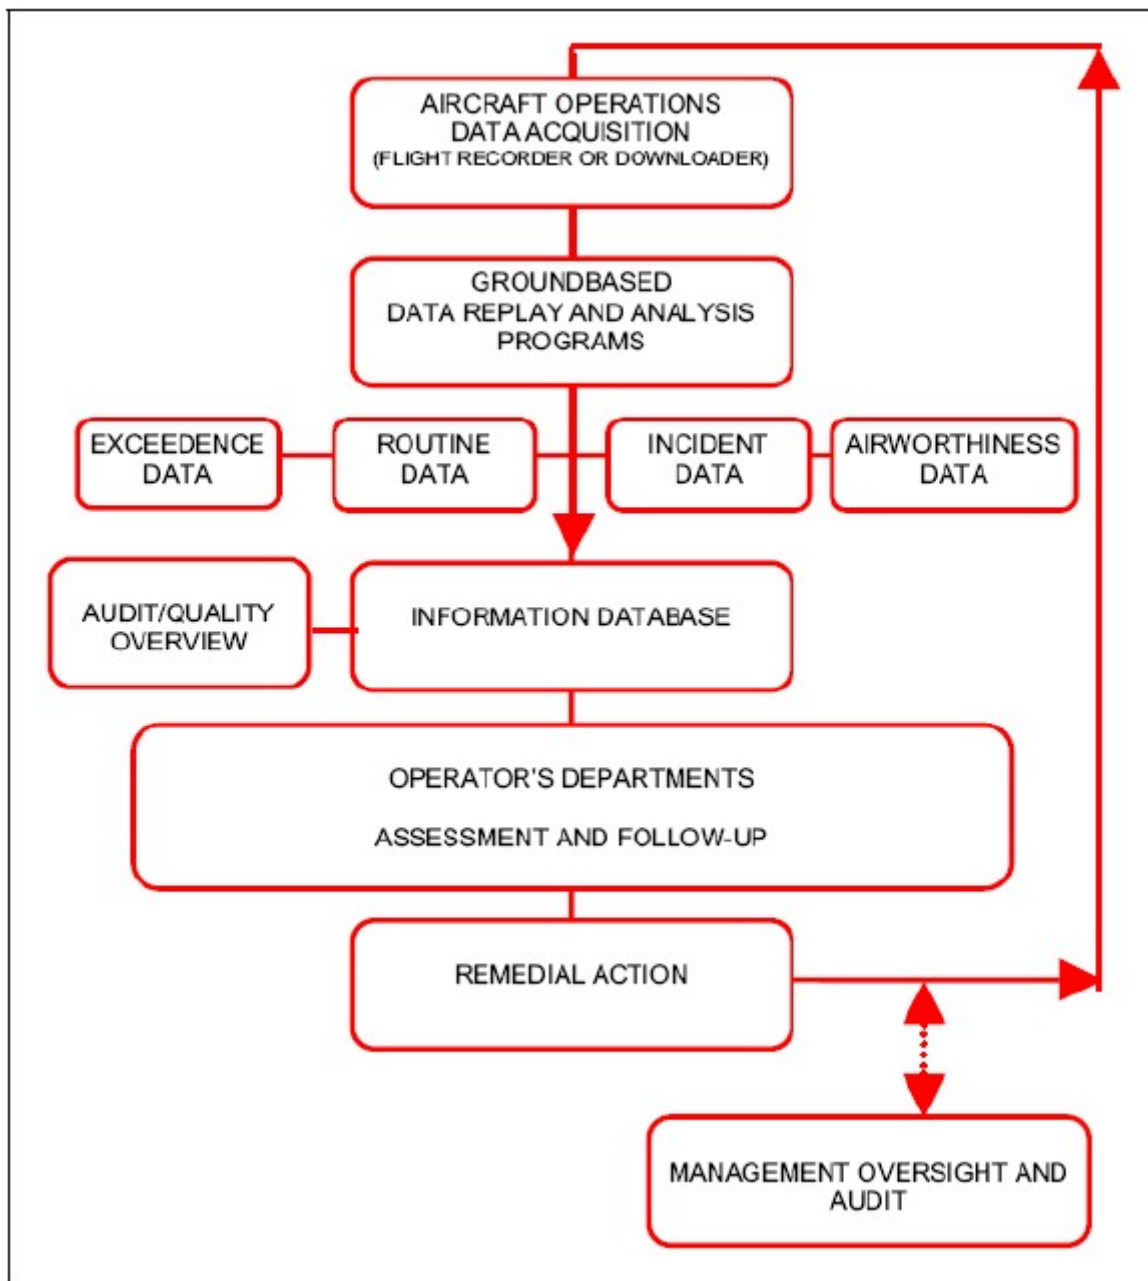 AIRCRAFT OPERATIONS
DATA ACQUISITION
(FLIGHT RECORDER OR DOWNLOADER)
GROUNDBASED
DATA REPLAY AND ANALYSIS
PROGRAMS
EXCEEDENCE
DATA
ROUTINE
DATA
INCIDENT
DATA
AIRWORTHINESS
DATA
AUDIT/QUALITY
OVERVIEW
INFORMATION DATABASE
OPERATOR'S DEPARTMENTS
ASSESSMENT AND FOLLOW-UP
REMEDIAL ACTION
MANAGEMENT OVERSIGHT AND
AUDIT